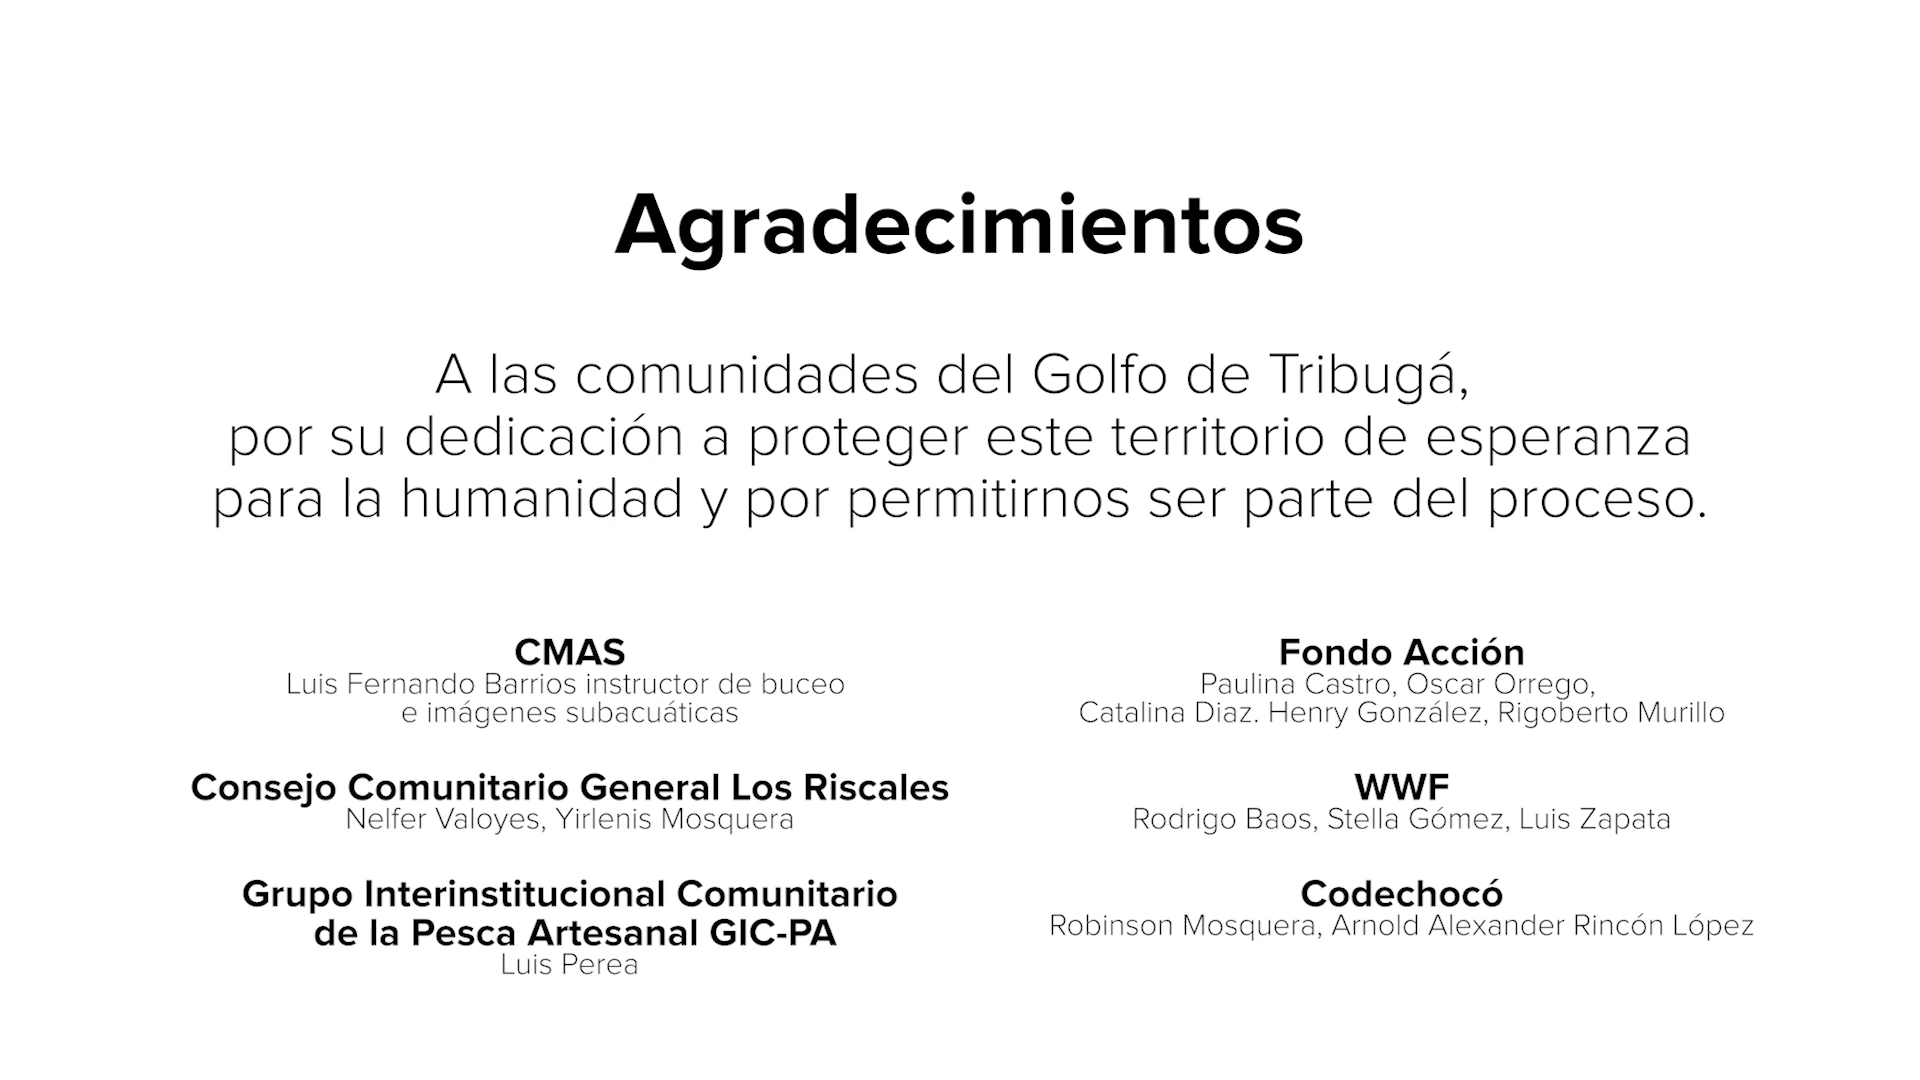 Agradecimientos
A las comunidades del Golfo de Tribugá,
por su dedicación a proteger este territorio de esperanza
para la humanidad y por permitirnos ser parte del proceso.
CMAS
Luis Fernando Barrios instructor de buceo
e imágenes subacuáticas
Consejo Comunitario General Los Riscales
Nelfer Valoyes, Yirlenis Mosquera
Grupo Interinstitucional Comunitario
de la Pesca Artesanal GIC-PA
Luis Perea
Fondo Acción
Paulina Castro, Oscar Orrego,
Catalina Diaz. Henry González, Rigoberto Murillo
WWF
Rodrigo Baos, Stella Gómez, Luis Zapata
Codechocó
Robinson Mosquera, Arnold Alexander Rincón López